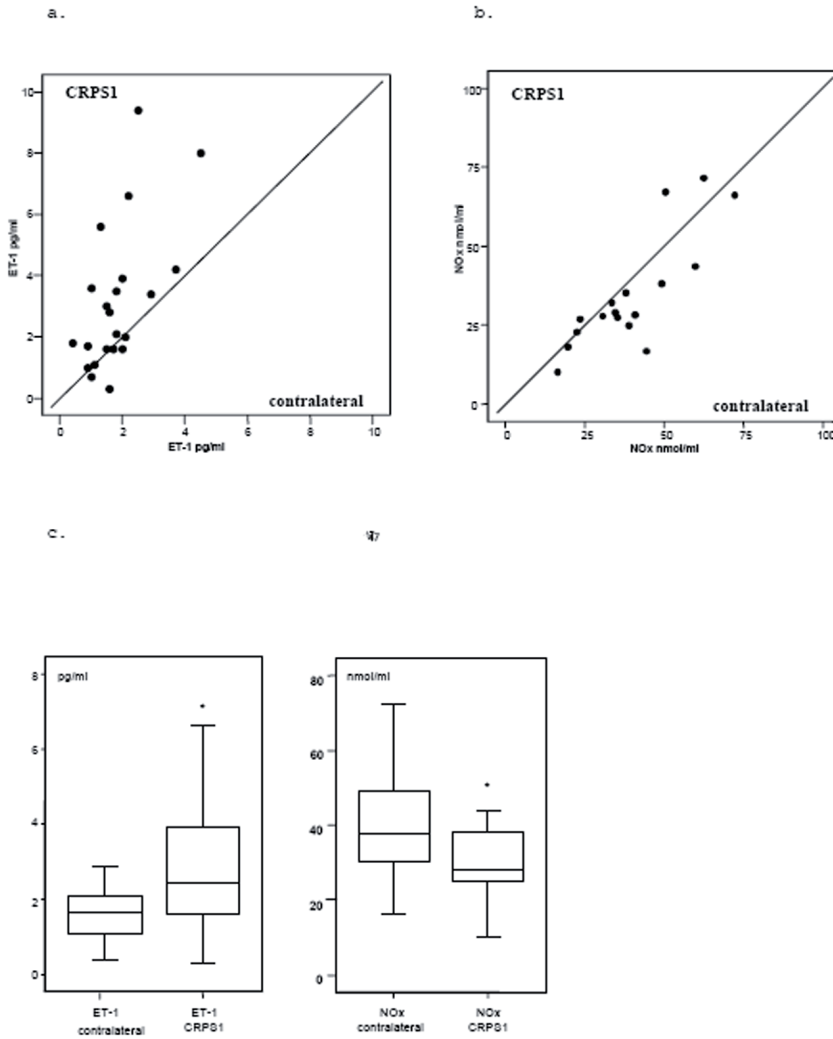 a.
b.
CRPS1
10
8
6
4
2
0
ET-1 pg/ml
contralateral
0 2 4 6 8 10
ET-1 pg/ml
CRPS1
100
75
50
25
0
NOx nmol/ml
contralateral
0 25 50 75 100
NOx nmol/ml
c.
pg/ml
8
6
4
2
0
ET-1 contralateral
ET-1 CRPS1
nmol/ml
80
60
40
20
0
NOx contralateral
NOx CRPS1